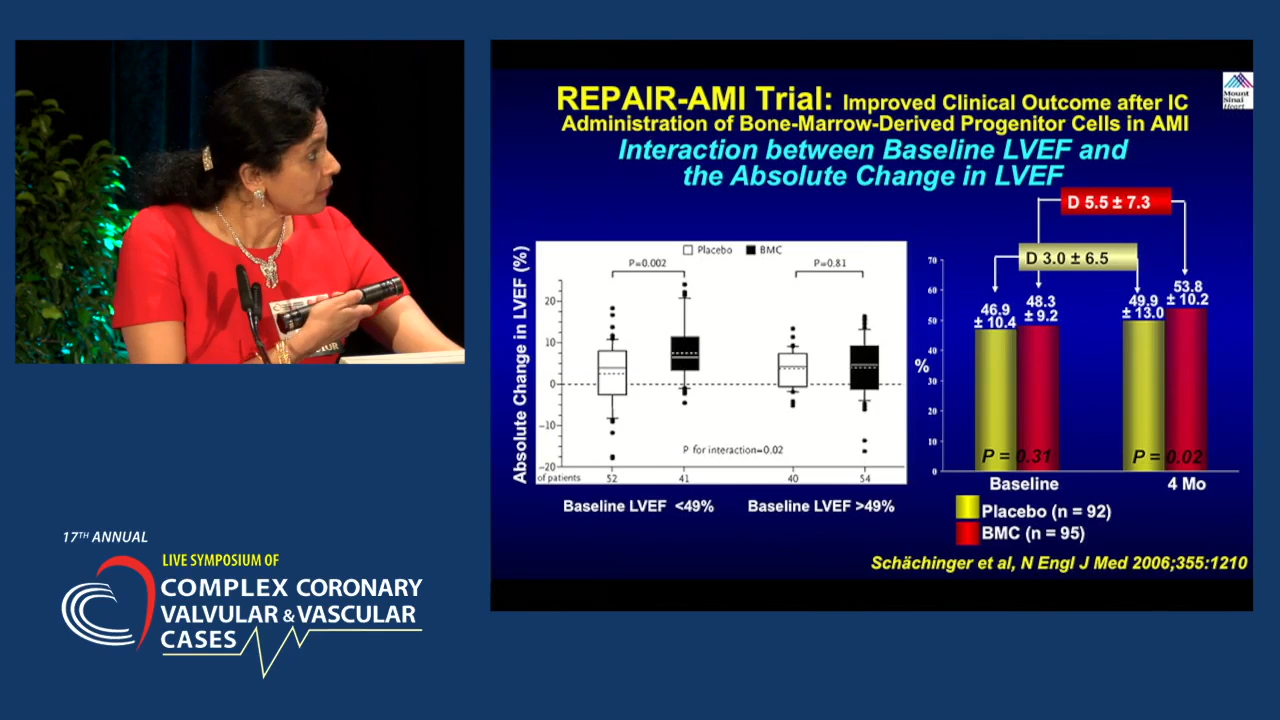 REPAIR-AMI Trial: Improved Clinical Outcome after IC
Administration of Bone-Marrow-Derived Progenitor Cells in AMI
Interaction between Baseline LVEF and
the Absolute Change in LVEF
Mount
Sinai
Heart
Absolute Change in LVEF (%)
Placebo
BMC
P=0.002
P=0.81
20
10
0
−10
−20
P for interaction=0.02
of patients
52
41
40
54
Baseline LVEF <49%
Baseline LVEF >49%
D 5.5 ± 7.3
D 3.0 ± 6.5
%
70
60
50
40
30
20
10
0
46.9
± 10.4
48.3
± 9.2
49.9
± 13.0
53.8
± 10.2
P = 0.31
P = 0.02
Baseline
4 Mo
Placebo (n = 92)
BMC (n = 95)
Schächinger et al, N Engl J Med 2006;355:1210
17TH ANNUAL
LIVE SYMPOSIUM OF
COMPLEX CORONARY
VALVULAR & VASCULAR
CASES